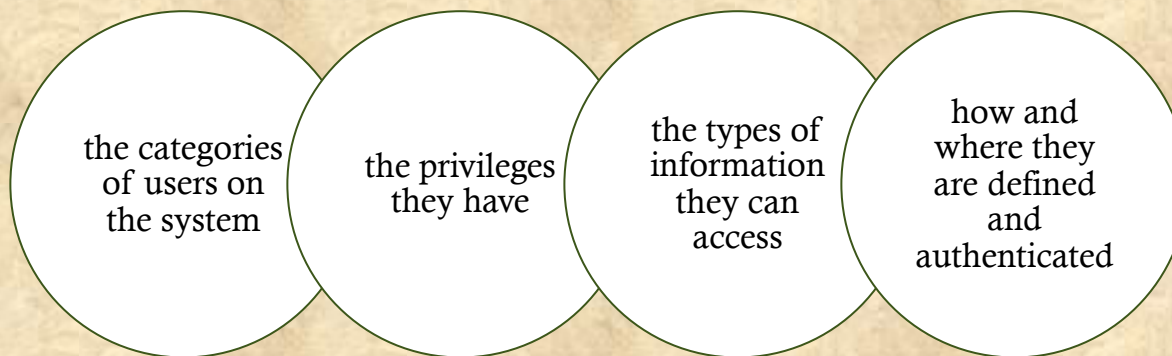 the categories
of users on
the system
the privileges
they have
the types of
information
they can
access
how and
where they
are defined
and
authenticated